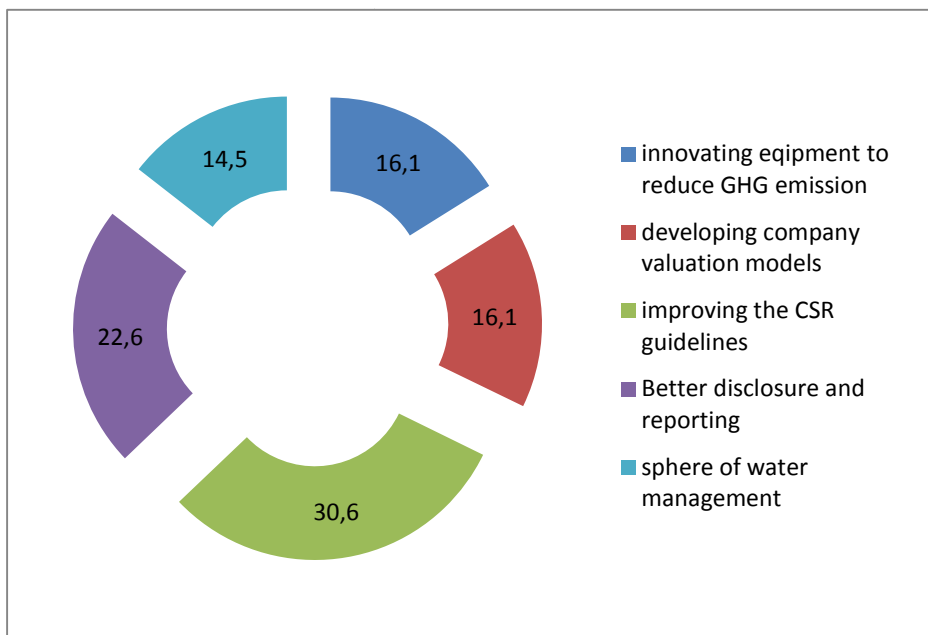 14,5
16,1
16,1
22,6
30,6
innovating eqipment to
reduce GHG emission
developing company
valuation models
improving the CSR
guidelines
Better disclosure and
reporting
sphere of water
management